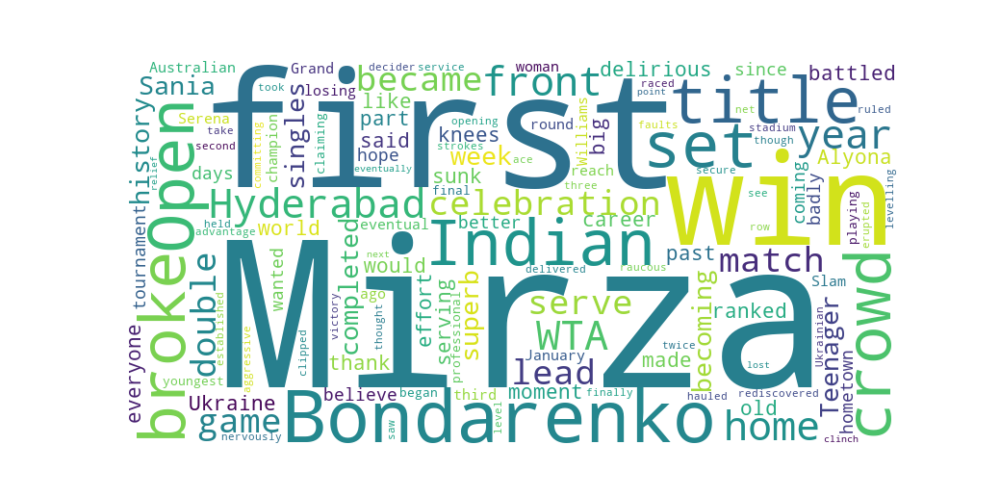 Australian
Grand
decider
service
woman
delirious
since
Sania
took
losing
became
front
raced
title
battled
Serena
like
first
Williams
point
net
ruled
history
take
second
singles
claiming
champion
committing
part
said
knees
opening
round
big
set
stadium
though
year
hope
strokes
ace
faults
week
Open
broke
days
relief
eventually
sunk
three
reach
secure
win
Alyona
coming
badly
playing
erupted
levelling
tournament
held
advantage
Hyderabad
final
celebration
better
career
see
row
world
eventual
Indian
past
match
crowd
double
wanted
completed
would
next
delivered
raucous
Slam
established
ago
effort
serving
superb
professional
serve
ranked
Mirza
clipped
victory
thought
WTA
made
becoming
Teenager
Ukrainian
hometown
everyone
aggressive
thank
January
lead
twice
lost
youngest
believe
began
third
moment
finally
hauled
old
rediscovered
Ukraine
game
nervously
saw
Bondarenko
level
home
clinch